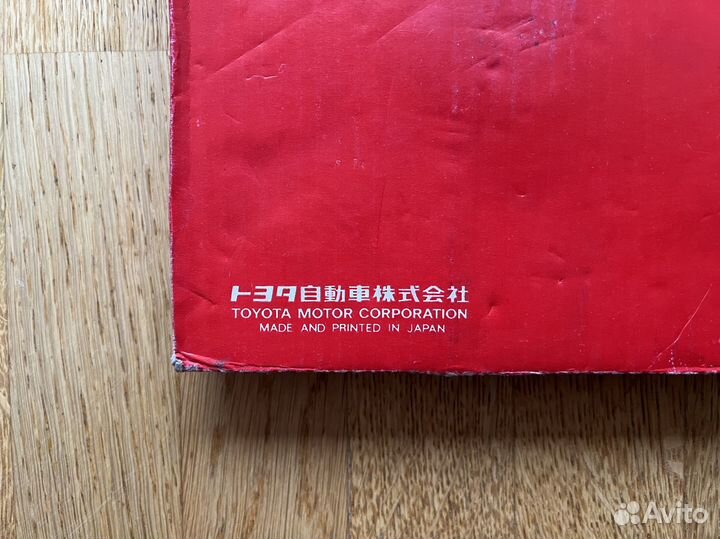 トヨタ自動車株式会社
TOYOTA MOTOR CORPORATION
MADE AND PRINTED IN JAPAN
Avito